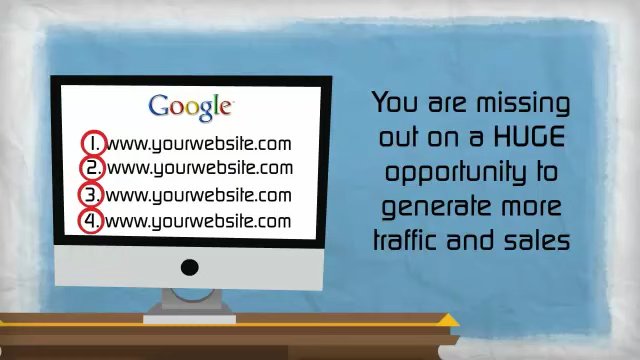 Google
1. www.yourwebsite.com
2. www.yourwebsite.com
3. www.yourwebsite.com
4. www.yourwebsite.com
You are missing
out on a HUGE
opportunity to
generate more
traffic and sales